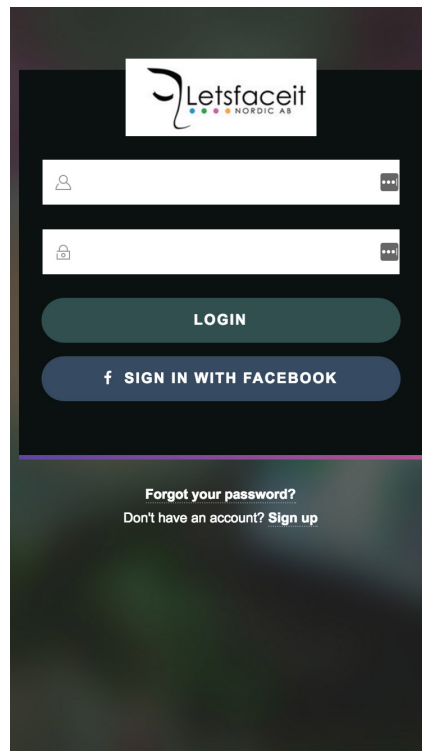 Letsfaceit
NORDIC AB
LOGIN
f SIGN IN WITH FACEBOOK
Forgot your password?
Don't have an account? Sign up